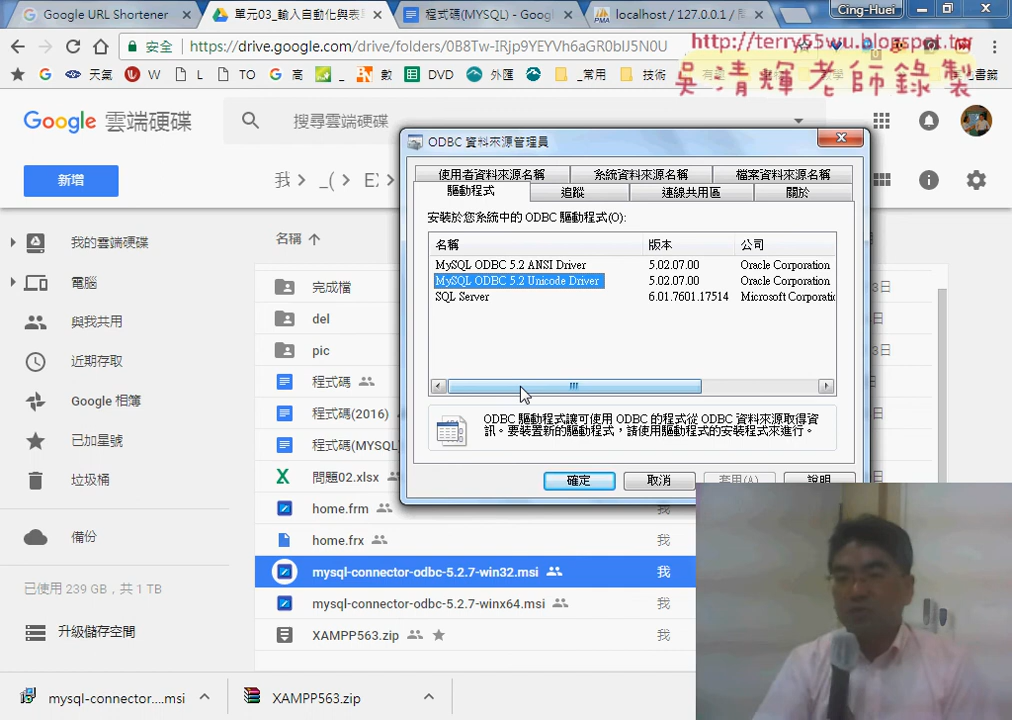 Google URL Shortener
單元03_輸入自動化與表
程式碼(MYSQL) - Goog
localhost / 127.0.0.1 / 問
Cing-Huei
安全
https://drive.google.com/drive/folders/0B8Tw-IRjp9YEYVh6aGR0blJ5N0U
http://terry55wu.blogspot.tw
天氣
W
L
TO
高
_
數
DVD
外匯
_常用
技術
吳清輝老師錄製
Google 雲端硬碟
搜尋雲端硬碟
新增
我
_(
E
名稱
我的雲端硬碟
電腦
與我共用
近期存取
Google 相簿
已加星號
垃圾桶
備份
已使用 239 GB，共 1 TB
升級儲存空間
完成檔
del
pic
程式碼
程式碼(2016)
程式碼(MYSQL
問題02.xlsx
home.frm
我
home.frx
我
mysql-connector-odbc-5.2.7-win32.msi
我
mysql-connector-odbc-5.2.7-winx64.msi
我
XAMPP563.zip
我
ODBC 資料來源管理員
使用者資料來源名稱
系統資料來源名稱
檔案資料來源名稱
驅動程式
追蹤
連線共用區
關於
安裝於您系統中的 ODBC 驅動程式(O):
名稱
版本
公司
MySQL ODBC 5.2 ANSI Driver
5.02.07.00
Oracle Corporation
MySQL ODBC 5.2 Unicode Driver
5.02.07.00
Oracle Corporation
SQL Server
6.01.7601.17514
Microsoft Corporati
ODBC 驅動程式讓可使用 ODBC 的程式從 ODBC 資料來源取得資
訊。要裝置新的驅動程式，請使用驅動程式的安裝程式來進行。
確定
取消
套用(A)
說明
mysql-connector....msi
XAMPP563.zip